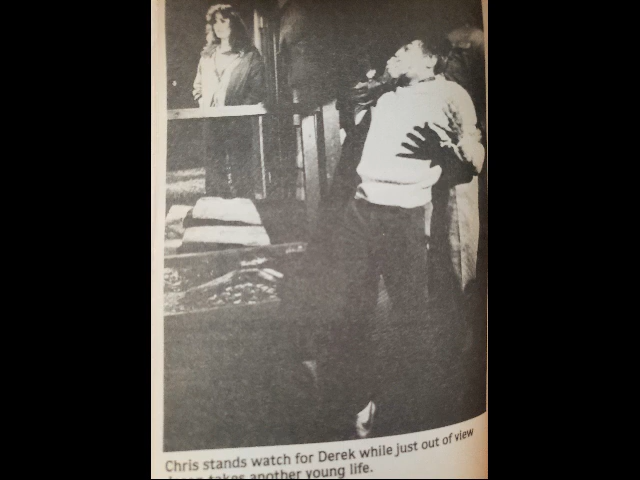 Chris stands watch for Derek while just out of view
takes another young life.